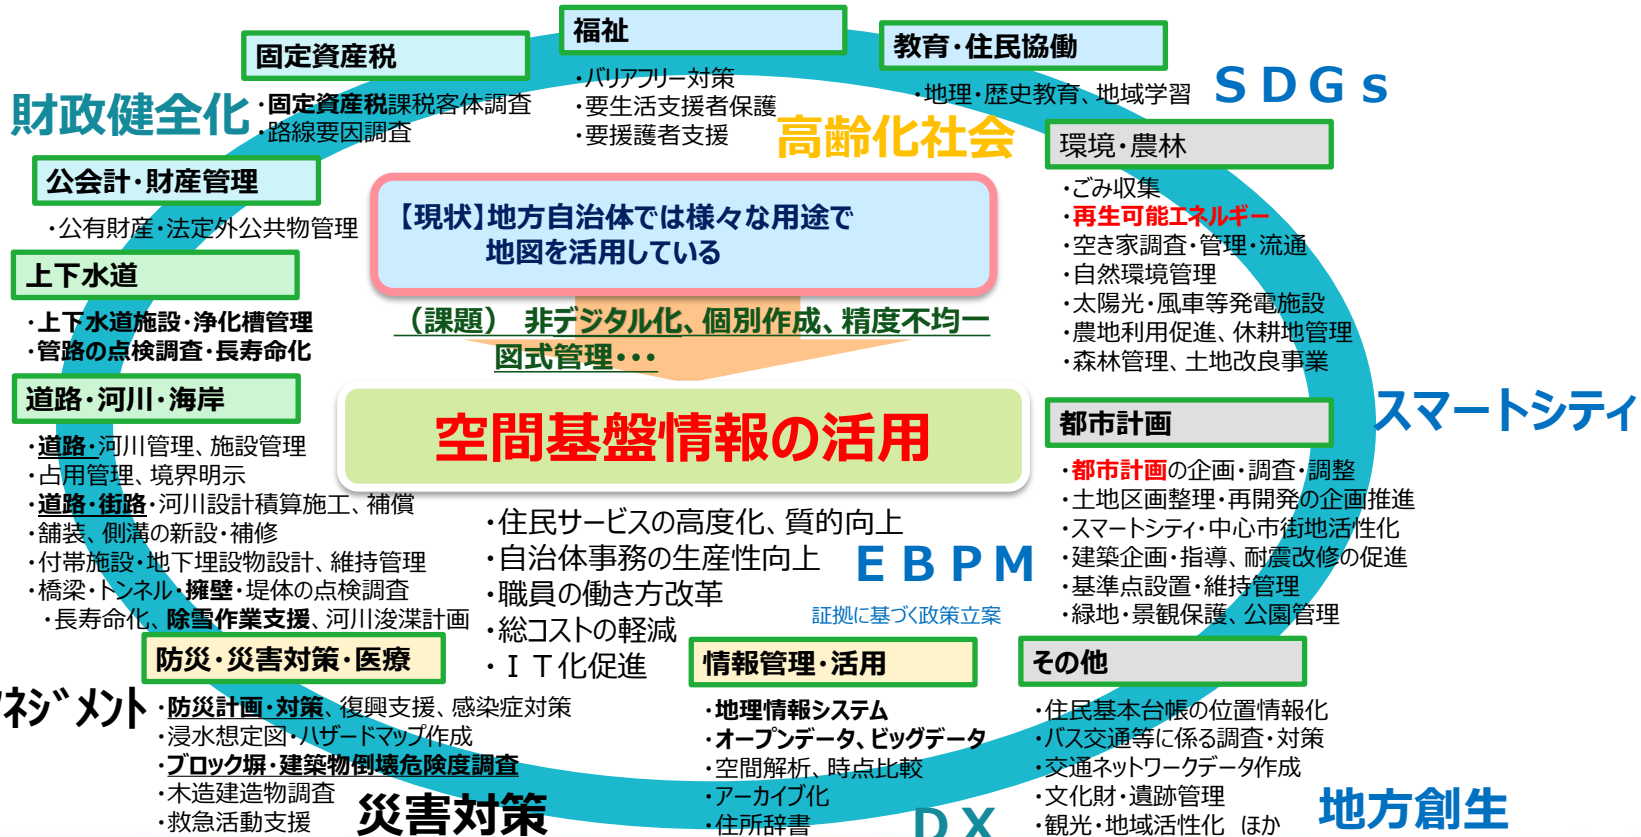 福祉
・バリアフリー対策
・要生活支援者保護
・要援護者支援
固定資産税
・固定資産税課税客体調査
・路線要因調査
教育・住民協働
・地理・歴史教育、地域学習
SDGs
財政健全化
高齢化社会
環境・農林
・ごみ収集
・再生可能エネルギー
・空き家調査・管理・流通
・自然環境管理
・太陽光・風車等発電施設
・農地利用促進、休耕地管理
・森林管理、土地改良事業
公会計・財産管理
・公有財産・法定外公共物管理
【現状】地方自治体では様々な用途で
地図を活用している
(課題) 非デジタル化、個別作成、精度不均一
図式管理・・・
上下水道
・上下水道施設・浄化槽管理
・管路の点検調査・長寿命化
空間基盤情報の活用
スマートシティ
道路・河川・海岸
・道路・河川管理、施設管理
・占用管理、境界明示
・道路・街路・河川設計積算施工、補償
・舗装、側溝の新設・補修
・付帯施設・地下埋設物設計、維持管理
・橋梁・トンネル・擁壁・堤体の点検調査
・長寿命化、除雪作業支援、河川浚渫計画
都市計画
・都市計画の企画・調査・調整
・土地区画整理・再開発の企画推進
・スマートシティ・中心市街地活性化
・建築企画・指導、耐震改修の促進
・基準点設置・維持管理
・緑地・景観保護、公園管理
・住民サービスの高度化、質的向上
・自治体事務の生産性向上
・職員の働き方改革
・総コストの軽減
・ＩＴ化促進
EBPM
証拠に基づく政策立案
防災・災害対策・医療
・防災計画・対策、復興支援、感染症対策
・浸水想定図・ハザードマップ作成
・ブロック塀・建築物倒壊危険度調査
・木造建造物調査
・救急活動支援
ネジメント
災害対策
情報管理・活用
・地理情報システム
・オープンデータ、ビッグデータ
・空間解析、時点比較
・アーカイブ化
・住所辞書
DX
その他
・住民基本台帳の位置情報化
・バス交通等に係る調査・対策
・交通ネットワークデータ作成
・文化財・遺跡管理
・観光・地域活性化 ほか
地方創生